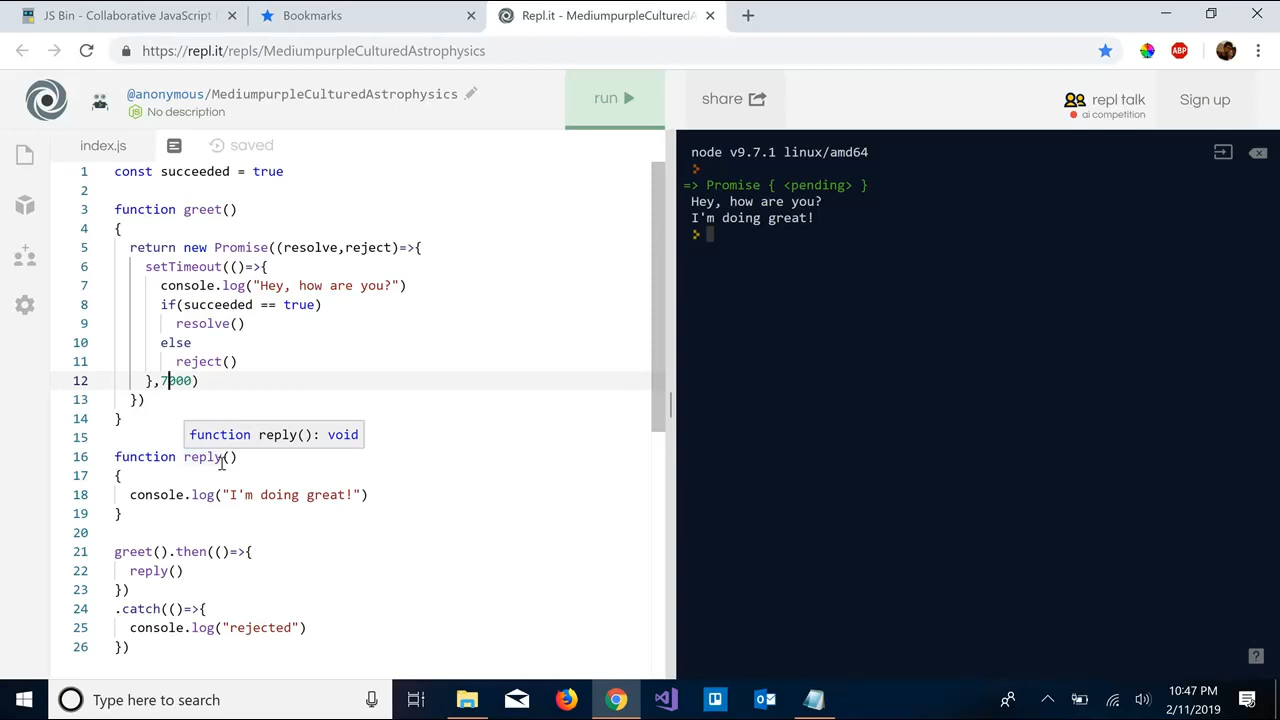 JS Bin - Collaborative JavaScript
Bookmarks
Repl.it - MediumpurpleCulturedA
https://repl.it/repls/MediumpurpleCulturedAstrophysics
ABP
@anonymous/MediumpurpleCulturedAstrophysics
No description
run
share
repl talk
ai competition
Sign up
index.js
saved
1 const succeeded = true
2
3 function greet()
4 {
5 return new Promise((resolve,reject)=>{
6 setTimeout(()=>{
7 console.log("Hey, how are you?")
8 if(succeeded == true)
9 resolve()
10 else
11 reject()
12 },7000)
13 })
14 }
15
function reply(): void
16 function reply()
17 {
18 console.log("I'm doing great!")
19 }
20
21 greet().then(()=>{
22 reply()
23 })
24 .catch(()=>{
25 console.log("rejected")
26 })
node v9.7.1 linux/amd64
=> Promise { <pending> }
Hey, how are you?
I'm doing great!
?
Type here to search
10:47 PM
2/11/2019